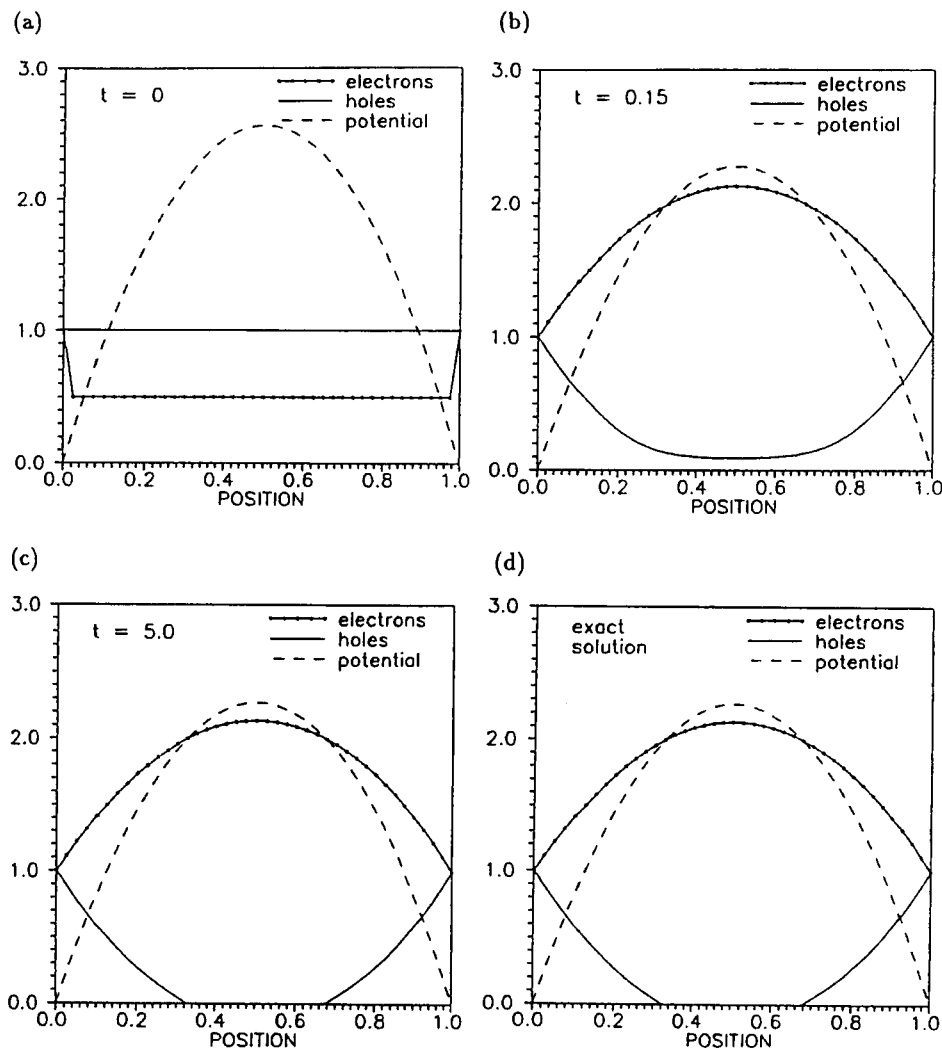 (a)
3.0
2.0
1.0
0.0
t = 0
electrons
holes
potential
0.0 0.2 0.4 0.6 0.8 1.0
POSITION
(b)
3.0
2.0
1.0
0.0
t = 0.15
electrons
holes
potential
0.0 0.2 0.4 0.6 0.8 1.0
POSITION
(c)
3.0
2.0
1.0
0.0
t = 5.0
electrons
holes
potential
0.0 0.2 0.4 0.6 0.8 1.0
POSITION
(d)
3.0
2.0
1.0
0.0
exact
solution
electrons
holes
potential
0.0 0.2 0.4 0.6 0.8 1.0
POSITION